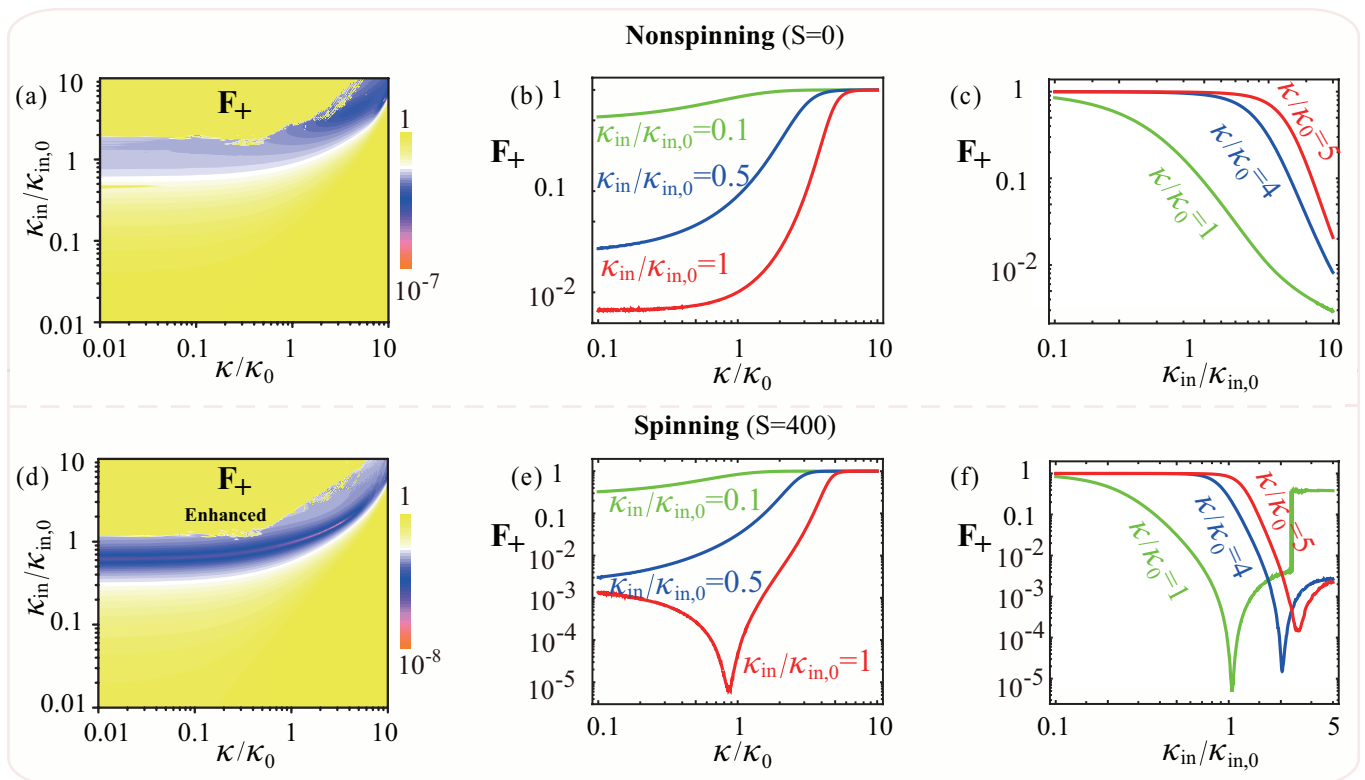 Nonspinning (S=0)
(a)
F+
10
1
0.1
0.01
κin/κin,0
0.01
0.1
1
10
κ/κ0
1
10^-7
(b)
F+
1
0.1
10^-2
κin/κin,0=0.1
κin/κin,0=0.5
κin/κin,0=1
0.1
1
10
κ/κ0
(c)
F+
1
0.1
10^-2
κ/κ0=1
κ/κ0=4
κ/κ0=5
0.1
1
10
κin/κin,0
Spinning (S=400)
(d)
F+
Enhanced
10
1
0.1
0.01
κin/κin,0
0.01
0.1
1
10
κ/κ0
1
10^-8
(e)
F+
1
0.1
10^-2
10^-3
10^-4
10^-5
κin/κin,0=0.1
κin/κin,0=0.5
κin/κin,0=1
0.1
1
10
κ/κ0
(f)
F+
1
0.1
10^-2
10^-3
10^-4
10^-5
κ/κ0=1
κ/κ0=4
κ/κ0=5
0.1
1
5
κin/κin,0